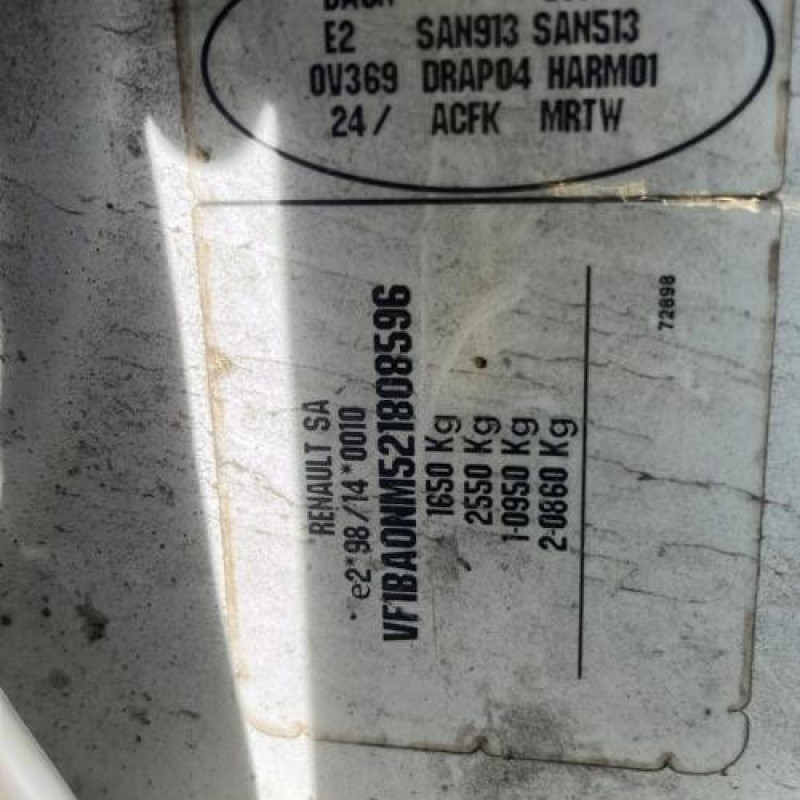 E2 SAN913 SAN513
0V369 DRAP04 HARM01
24/ ACFK MRTW
RENAULT SA
e2*98/14*0010
VF1BA0NM521808596
1650 Kg
2550 Kg
1-0950 Kg
2-0860 Kg
72898